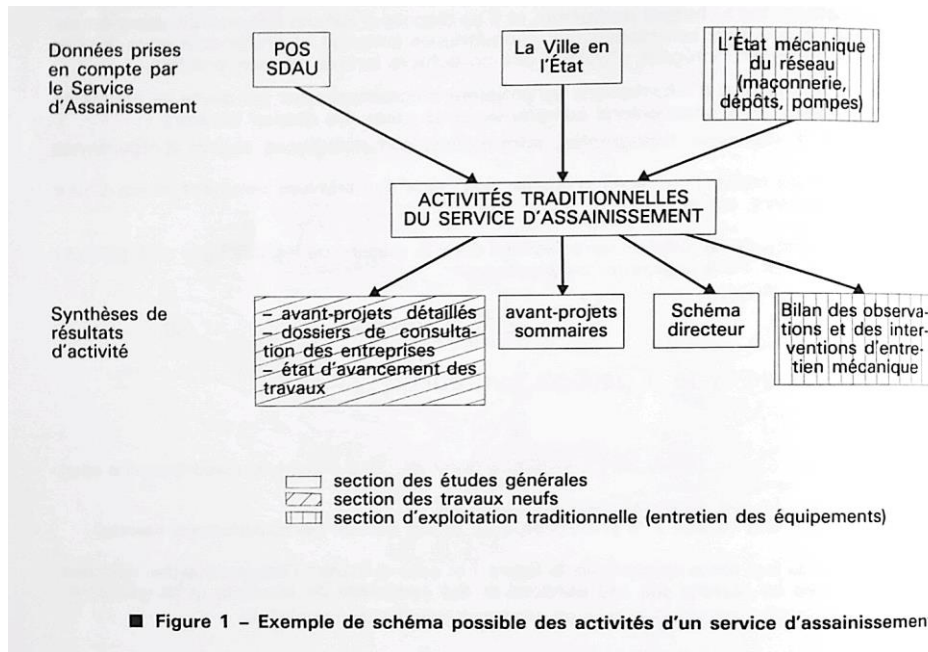 Données prises
en compte par
le Service
d'Assainissement
POS
SDAU
La Ville en
l'État
L'État mécanique
du réseau
(maçonnerie,
dépôts, pompes)
ACTIVITÉS TRADITIONNELLES
DU SERVICE D'ASSAINISSEMENT
Synthèses de
résultats
d'activité
– avant-projets détaillés
– dossiers de consulta-
tion des entreprises
– état d'avancement des
travaux
avant-projets
sommaires
Schéma
directeur
Bilan des observa-
tions et des inter-
ventions d'entre-
tien mécanique
section des études générales
section des travaux neufs
section d'exploitation traditionnelle (entretien des équipements)
■ Figure 1 – Exemple de schéma possible des activités d'un service d'assainissemen